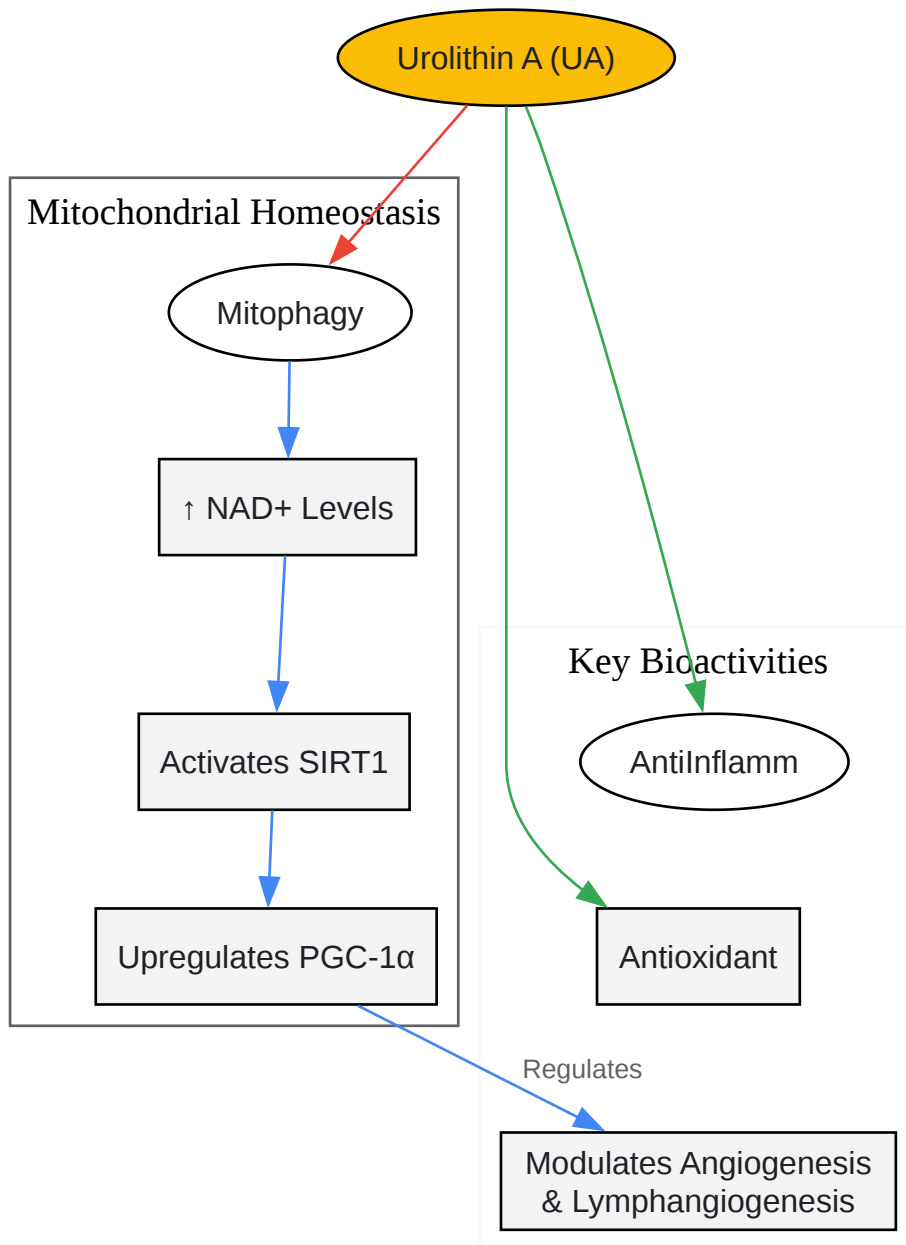 Urolithin A (UA)
Mitochondrial Homeostasis
Mitophagy
↑ NAD+ Levels
Key Bioactivities
Activates SIRT1
AntiInflamm
Upregulates PGC-1α
Antioxidant
Regulates
Modulates Angiogenesis
& Lymphangiogenesis